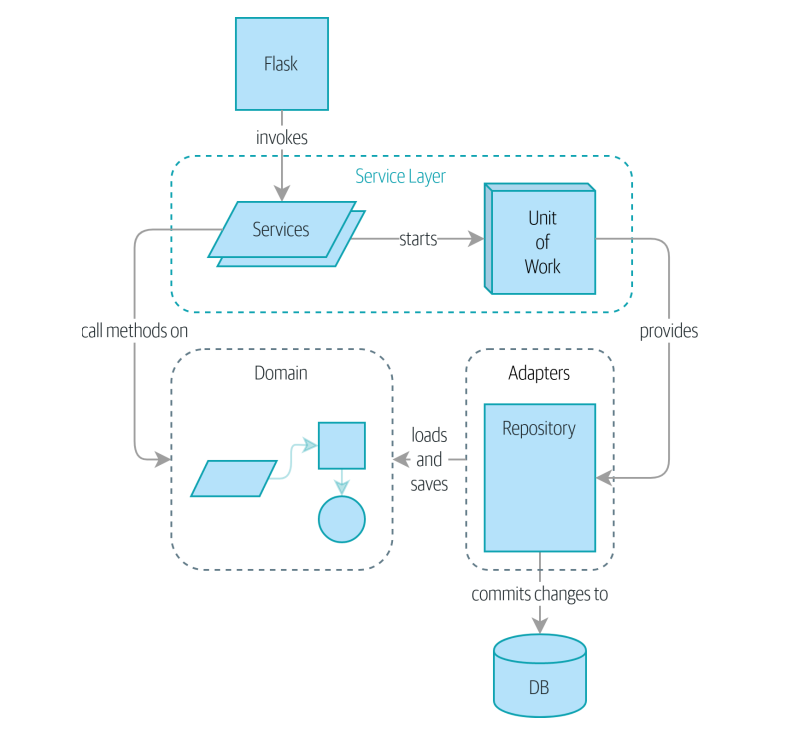 Flask
invokes
Service Layer
Services
starts
Unit
of
Work
call methods on
provides
Domain
Adapters
Repository
loads
and
saves
commits changes to
DB